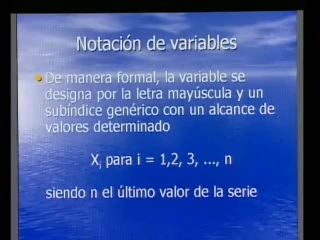 Notación de variables
De manera formal, la variable se
designa por la letra mayúscula y un
subíndice genérico con un alcance de
valores determinado
Xi para i = 1,2, 3, ..., n
siendo n el último valor de la serie